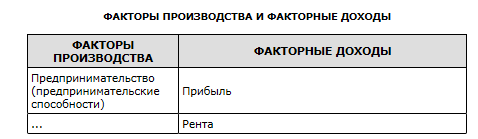 ФАКТОРЫ ПРОИЗВОДСТВА И ФАКТОРНЫЕ ДОХОДЫ
ФАКТОРЫ
ПРОИЗВОДСТВА
ФАКТОРНЫЕ ДОХОДЫ
Предпринимательство
(предпринимательские
способности)
Прибыль
...
Рента